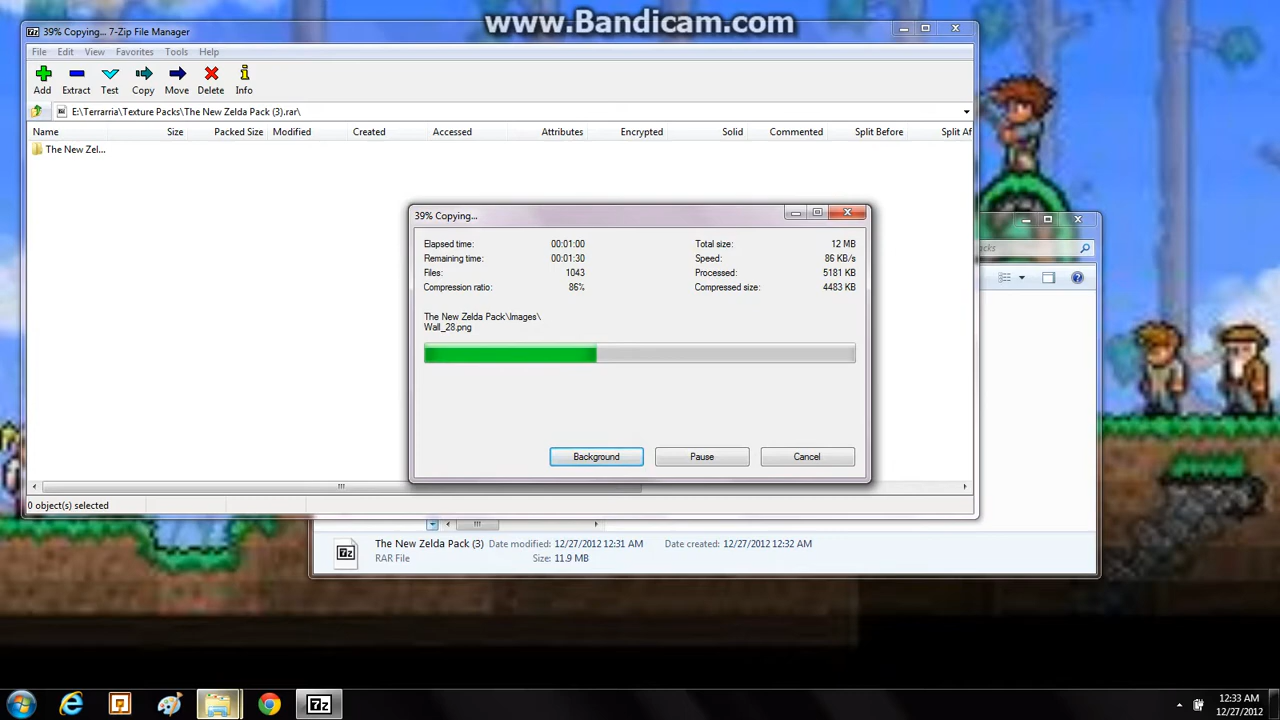 www.Bandicam.com
39% Copying... 7-Zip File Manager
File Edit View Favorites Tools Help
Add Extract Test Copy Move Delete Info
E:\Terrarria\Texture Packs\The New Zelda Pack (3).rar\
Name Size Packed Size Modified Created Accessed Attributes Encrypted Solid Commented Split Before Split Af
The New Zel...
39% Copying...
Elapsed time: 00:01:00 Total size: 12 MB
Remaining time: 00:01:30 Speed: 86 KB/s
Files: 1043 Processed: 5181 KB
Compression ratio: 86% Compressed size: 4483 KB
The New Zelda Pack\Images\
Wall_28.png
Background Pause Cancel
acks
0 object(s) selected
The New Zelda Pack (3) Date modified: 12/27/2012 12:31 AM Date created: 12/27/2012 12:32 AM
RAR File Size: 11.9 MB
12:33 AM
12/27/2012